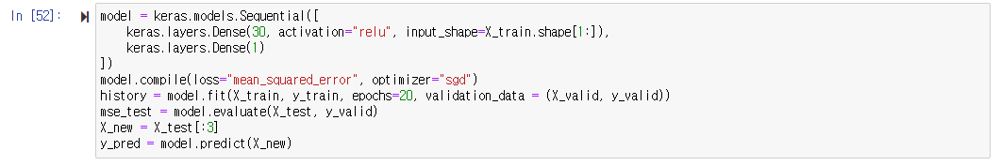 In [52]:
model = keras.models.Sequential([
    keras.layers.Dense(30, activation="relu", input_shape=X_train.shape[1:]),
    keras.layers.Dense(1)
])
model.compile(loss="mean_squared_error", optimizer="sgd")
history = model.fit(X_train, y_train, epochs=20, validation_data = (X_valid, y_valid))
mse_test = model.evaluate(X_test, y_valid)
X_new = X_test[:3]
y_pred = model.predict(X_new)